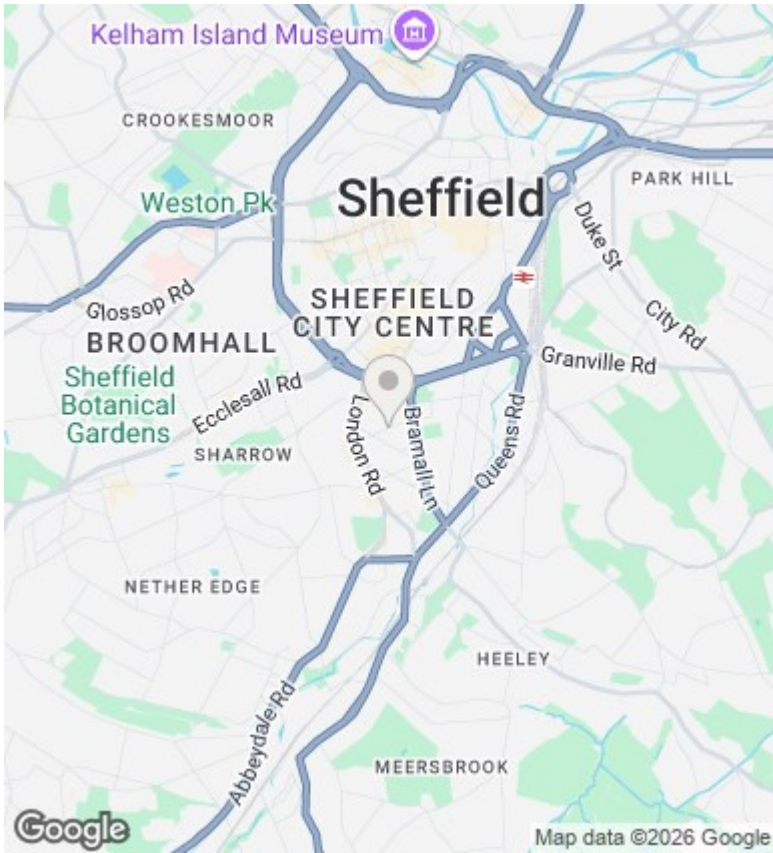 Kelham Island Museum
CROOKESMOOR
Weston Pk
Sheffield
PARK HILL
Duke St
City Rd
Glossop Rd
SHEFFIELD
CITY CENTRE
BROOMHALL
Granville Rd
Sheffield
Botanical
Gardens
Ecclesall Rd
London Rd
Bramall Ln
Queens Rd
SHARROW
NETHER EDGE
HEELEY
Abbeydale Rd
MEERSBROOK
Google
Map data ©2026 Google